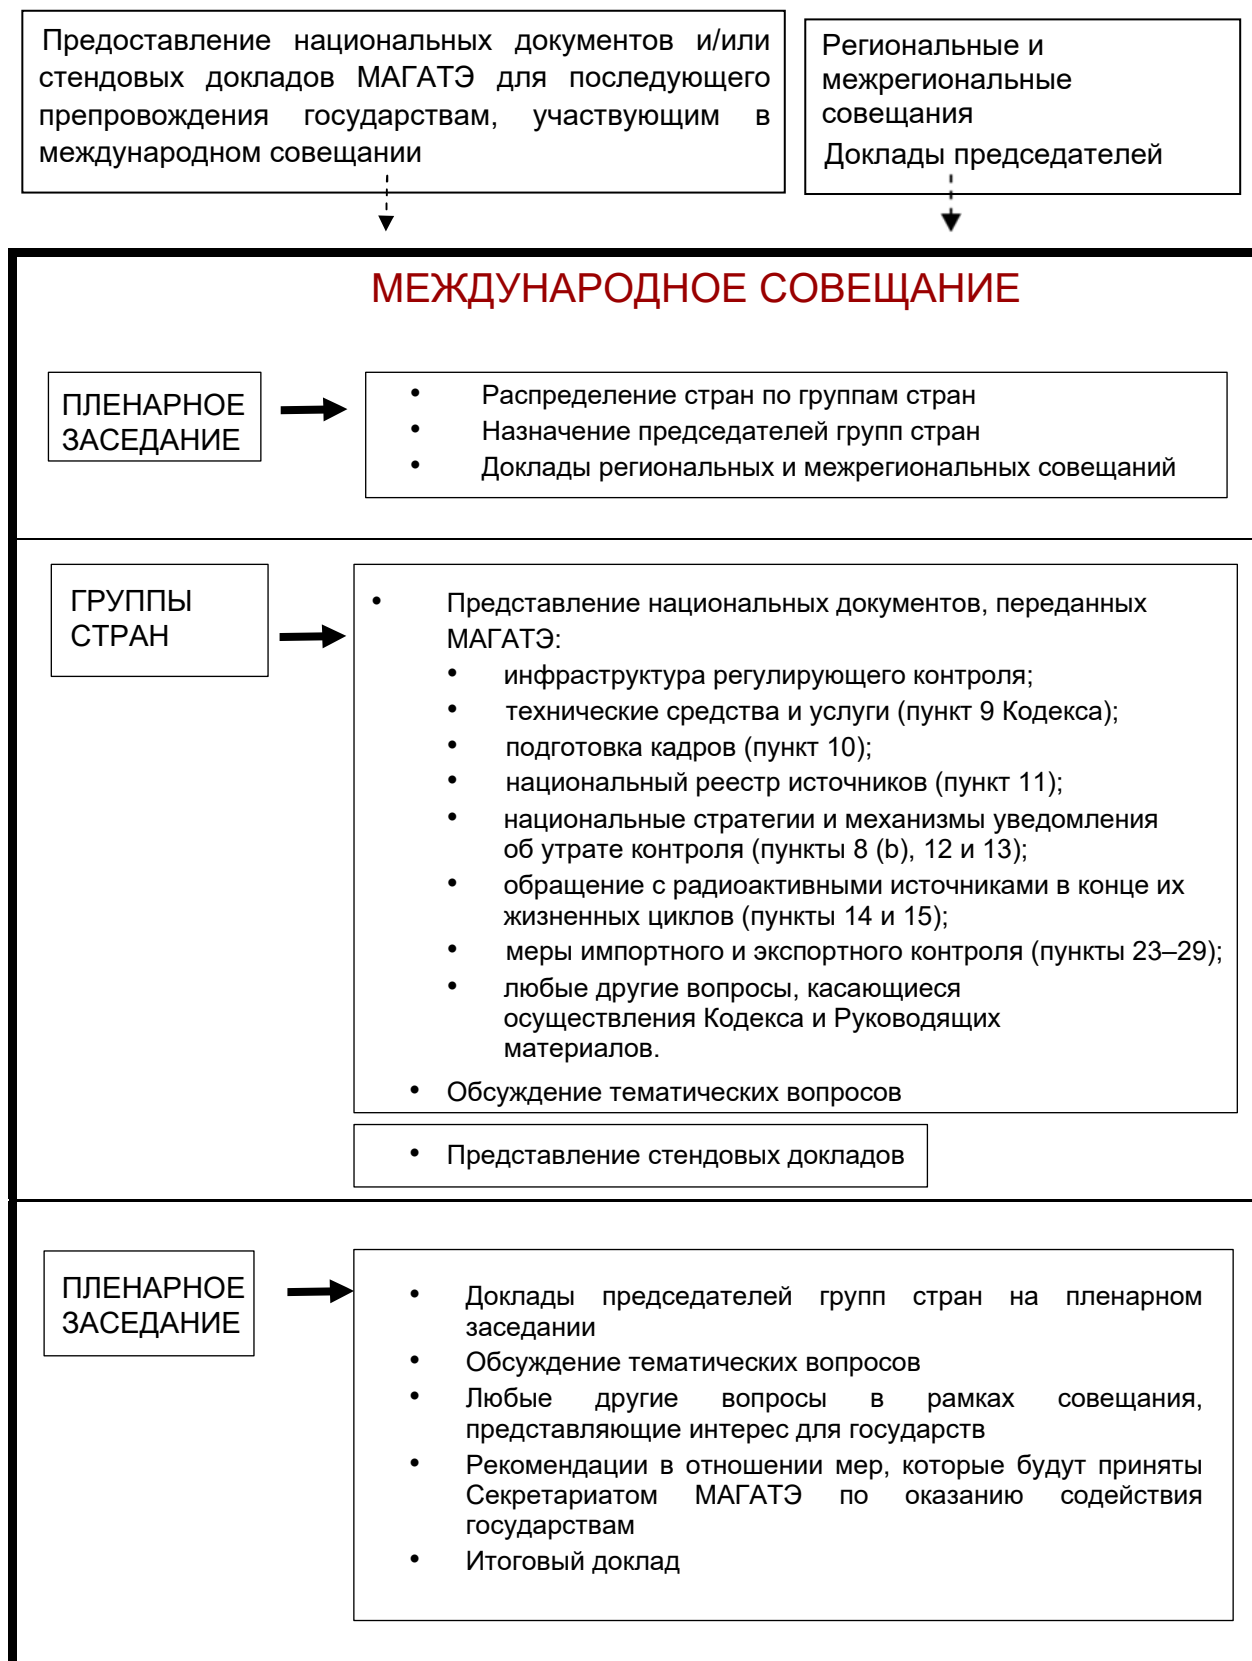 Предоставление национальных документов и/или
стендовых докладов МАГАТЭ для последующего
препровождения государствам, участвующим в
международном совещании
Региональные и
межрегиональные
совещания
Доклады председателей
МЕЖДУНАРОДНОЕ СОВЕЩАНИЕ
ПЛЕНАРНОЕ
ЗАСЕДАНИЕ
• Распределение стран по группам стран
• Назначение председателей групп стран
• Доклады региональных и межрегиональных совещаний
ГРУППЫ
СТРАН
• Представление национальных документов, переданных
МАГАТЭ:
• инфраструктура регулирующего контроля;
• технические средства и услуги (пункт 9 Кодекса);
• подготовка кадров (пункт 10);
• национальный реестр источников (пункт 11);
• национальные стратегии и механизмы уведомления
об утрате контроля (пункты 8 (b), 12 и 13);
• обращение с радиоактивными источниками в конце их
жизненных циклов (пункты 14 и 15);
• меры импортного и экспортного контроля (пункты 23–29);
• любые другие вопросы, касающиеся
осуществления Кодекса и Руководящих
материалов.
• Обсуждение тематических вопросов
• Представление стендовых докладов
ПЛЕНАРНОЕ
ЗАСЕДАНИЕ
• Доклады председателей групп стран на пленарном
заседании
• Обсуждение тематических вопросов
• Любые другие вопросы в рамках совещания,
представляющие интерес для государств
• Рекомендации в отношении мер, которые будут приняты
Секретариатом МАГАТЭ по оказанию содействия
государствам
• Итоговый доклад